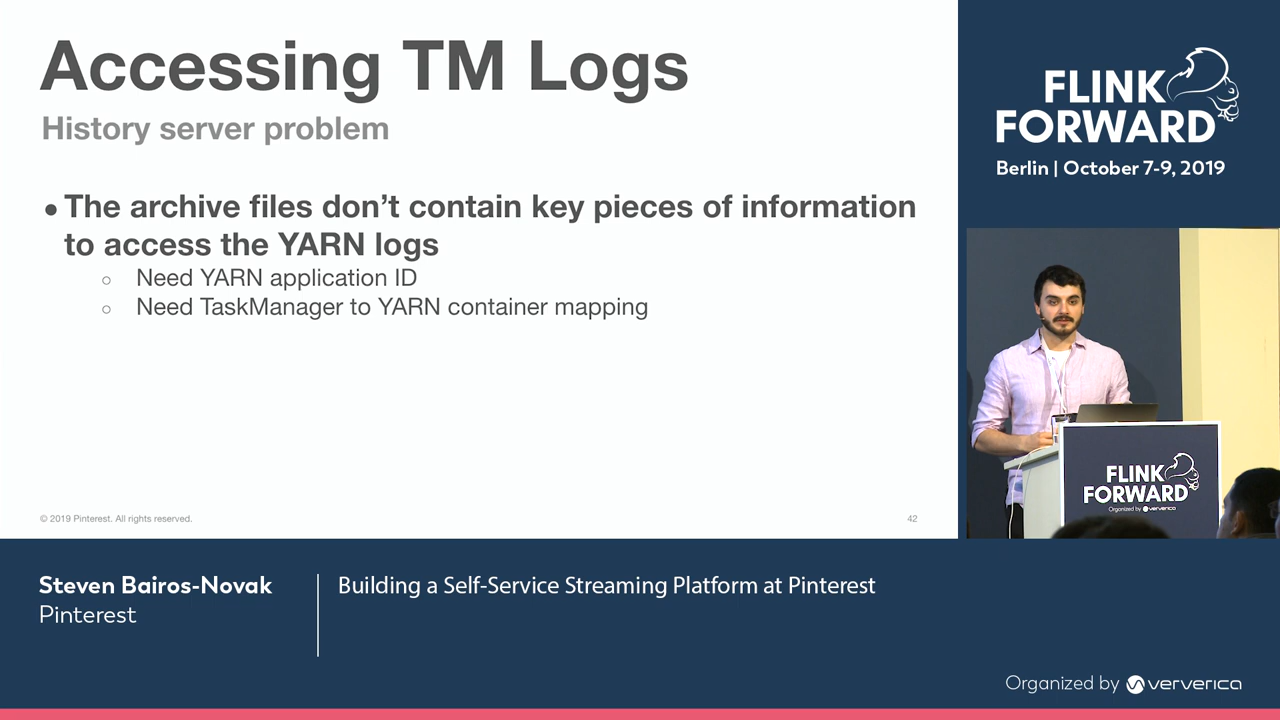 Accessing TM Logs
History server problem
● The archive files don’t contain key pieces of information
to access the YARN logs
○ Need YARN application ID
○ Need TaskManager to YARN container mapping
© 2019 Pinterest. All rights reserved.
42
FLINK
FORWARD
Berlin | October 7-9, 2019
FLINK
FORWARD
Organized by ververica
Steven Bairos-Novak
Pinterest
Building a Self-Service Streaming Platform at Pinterest
Organized by ververica